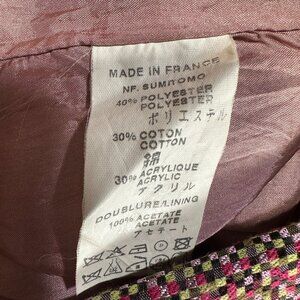 MADE IN FRANCE
NF. SUMITOMO
40% POLYESTER
POLYESTER
ポリエステル
30% COTON
COTTON
綿
30% ACRYLIQUE
ACRYLIC
アクリル
DOUBLURE/LINING
100% ACETATE
ACETATE
アセテート